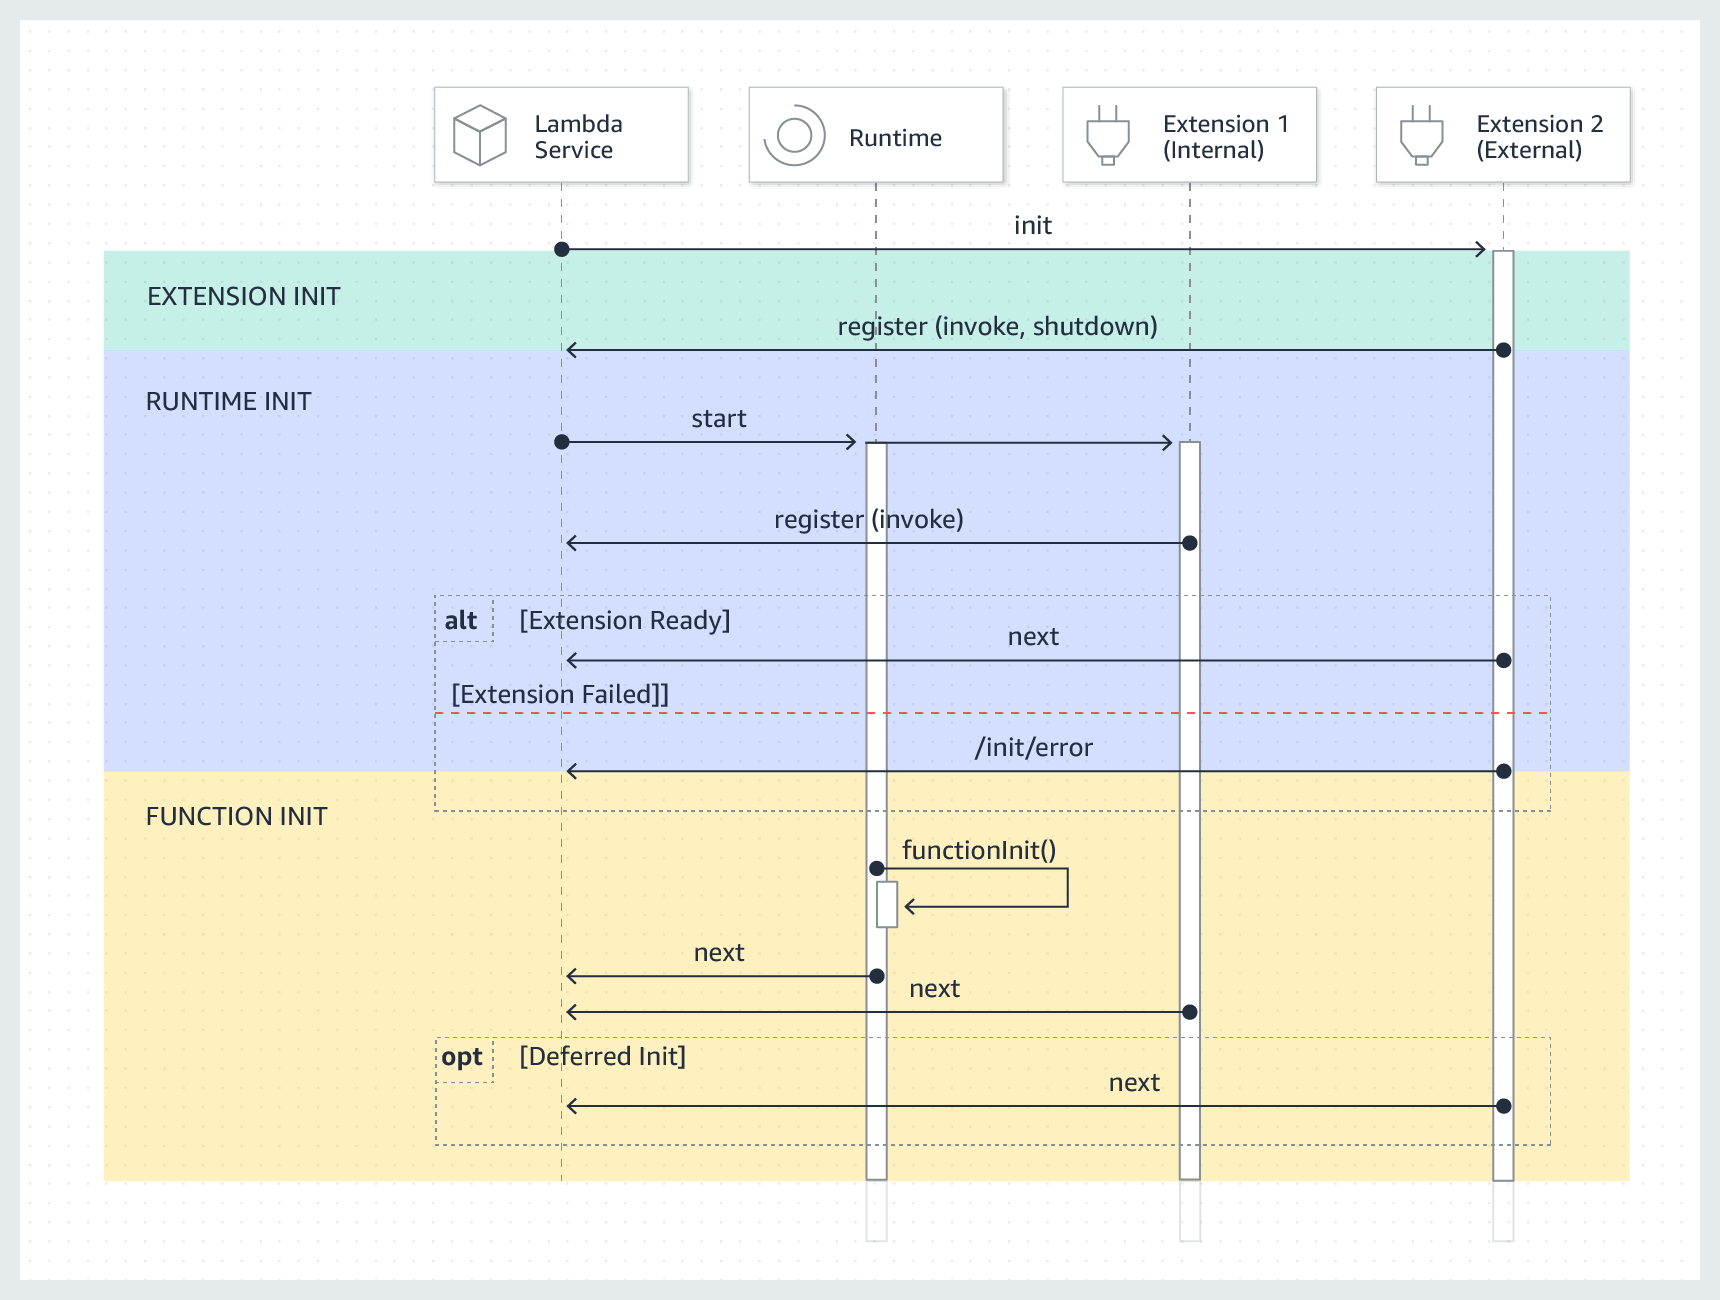 Lambda
Service
Runtime
Extension 1
(Internal)
Extension 2
(External)
init
EXTENSION INIT
register (invoke, shutdown)
RUNTIME INIT
start
register (invoke)
alt [Extension Ready]
next
[Extension Failed]]
/init/error
FUNCTION INIT
functionInit()
next
next
opt [Deferred Init]
next